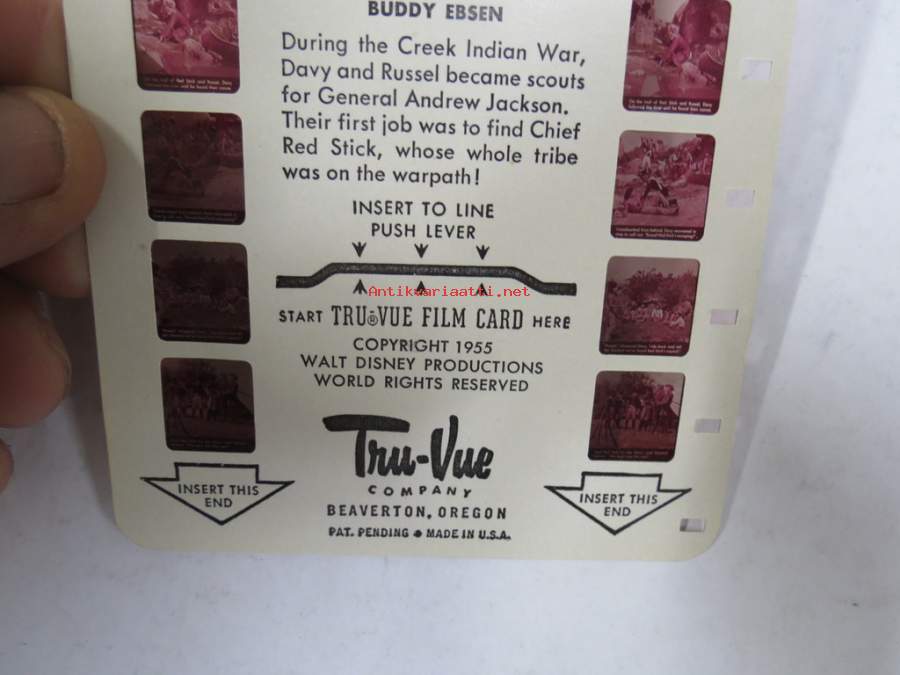 BUDDY EBSEN
During the Creek Indian War,
Davy and Russel became scouts
for General Andrew Jackson.
Their first job was to find Chief
Red Stick, whose whole tribe
was on the warpath!
INSERT TO LINE
PUSH LEVER
Antikvariaatti.net
START TRU®VUE FILM CARD HERE
COPYRIGHT 1955
WALT DISNEY PRODUCTIONS
WORLD RIGHTS RESERVED
Tru-Vue
COMPANY
BEAVERTON, OREGON
PAT. PENDING • MADE IN U.S.A.
INSERT THIS
END
INSERT THIS
END